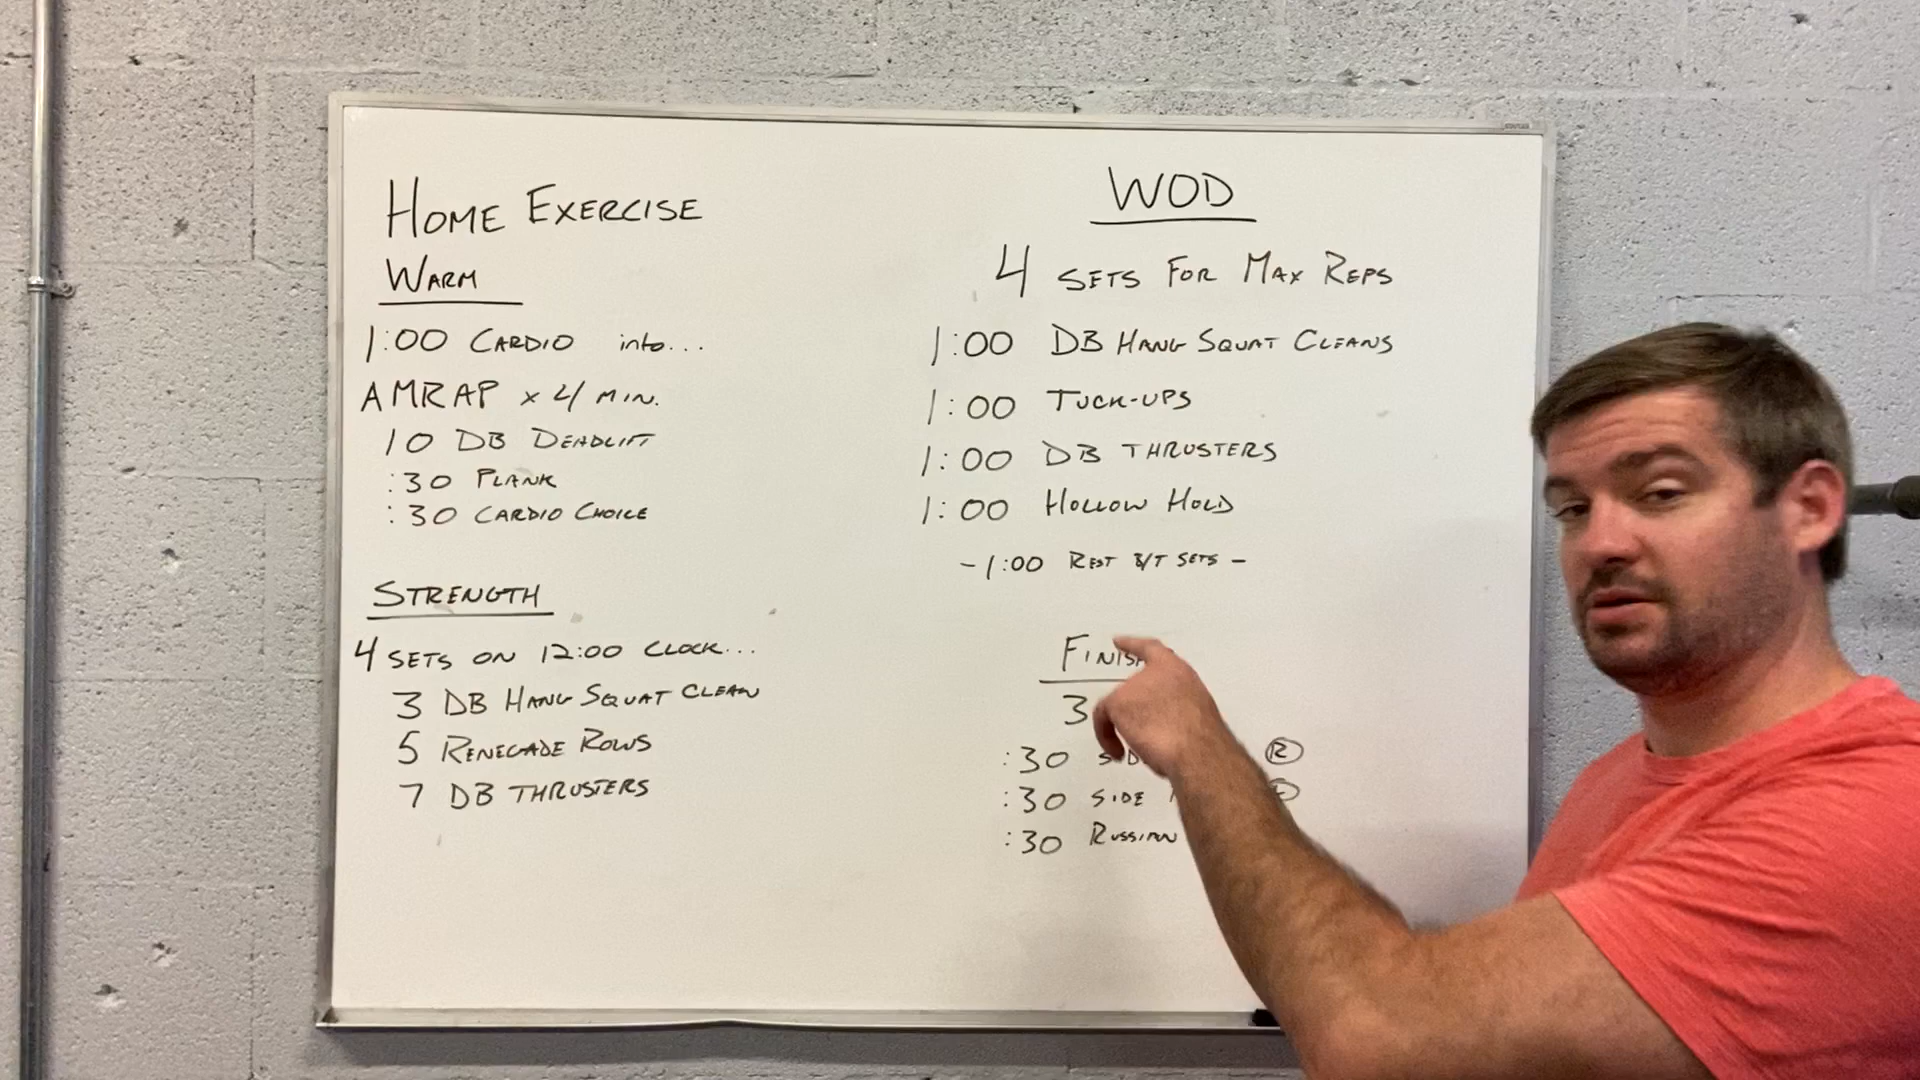 Home Exercise
Warm
1:00 Cardio into...
AMRAP x 4 min.
10 DB Deadlift
:30 Plank
:30 Cardio Choice
Strength
4 sets on 12:00 clock...
3 DB Hang Squat Clean
5 Renegade Rows
7 DB Thrusters
WOD
4 sets for Max Reps
1:00 DB Hang Squat Cleans
1:00 Tuck-ups
1:00 DB Thrusters
1:00 Hollow Hold
-1:00 Rest B/T sets-
3
:30 R
:30 side
:30 Russian